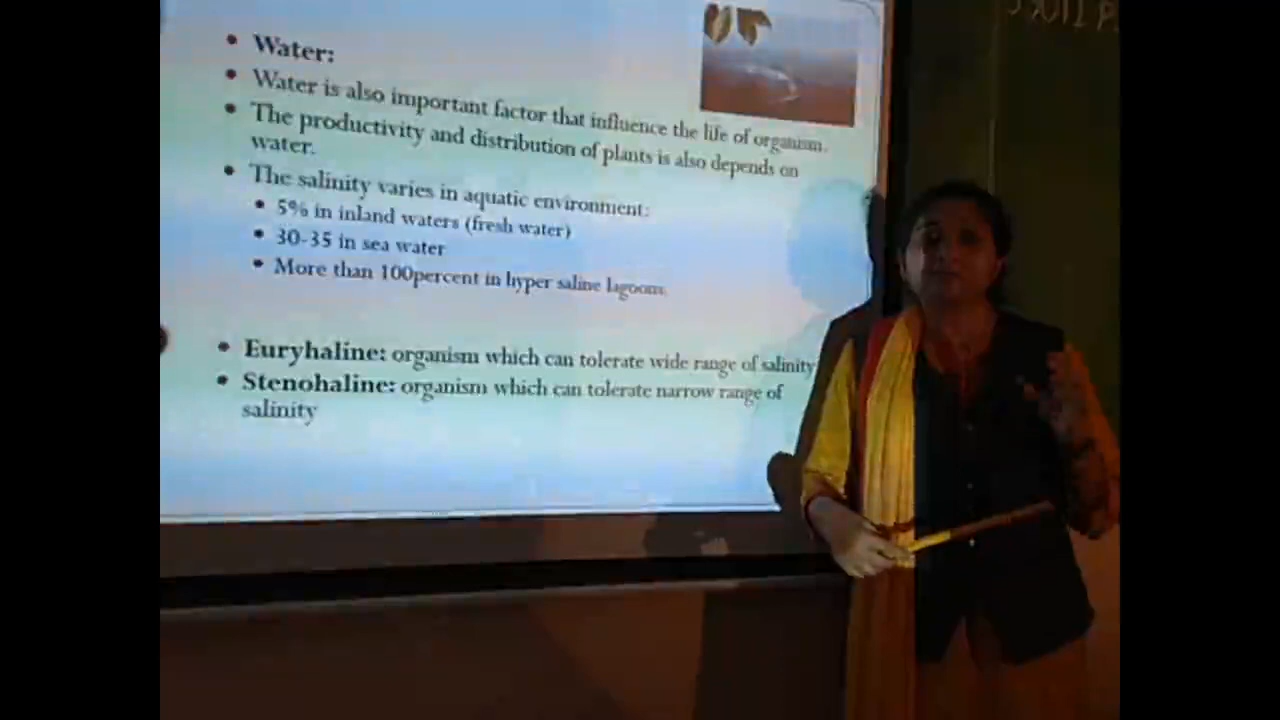 • Water:
• Water is also important factor that influence the life of organism.
• The productivity and distribution of plants is also depends on
water.
• The salinity varies in aquatic environment:
• 5% in inland waters (fresh water)
• 30-35 in sea water
• More than 100percent in hyper saline lagoons.
• Euryhaline: organism which can tolerate wide range of salinity
• Stenohaline: organism which can tolerate narrow range of
salinity